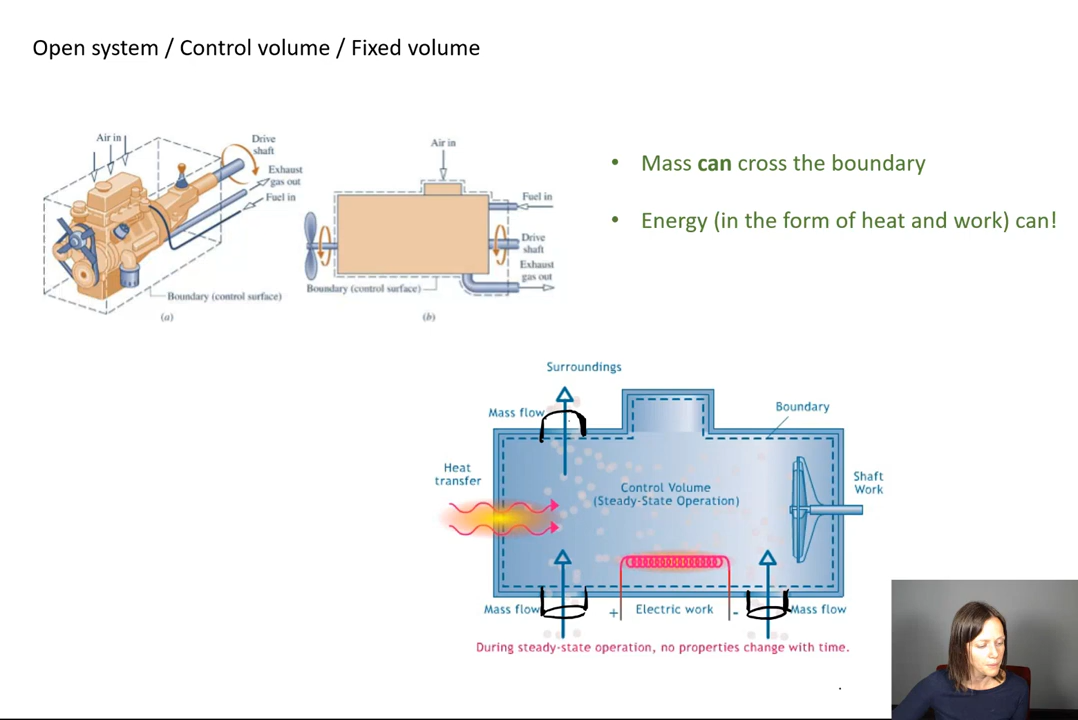 Open system / Control volume / Fixed volume
Air in
Drive
shaft
Exhaust
gas out
Fuel in
Boundary (control surface)
(a)
Air in
Fuel in
Drive
shaft
Exhaust
gas out
Boundary (control surface)
(b)
• Mass can cross the boundary
• Energy (in the form of heat and work) can!
Surroundings
Mass flow
Boundary
Heat
transfer
Control Volume
(Steady-State Operation)
Shaft
Work
Mass flow
+ Electric work -
Mass flow
During steady-state operation, no properties change with time.